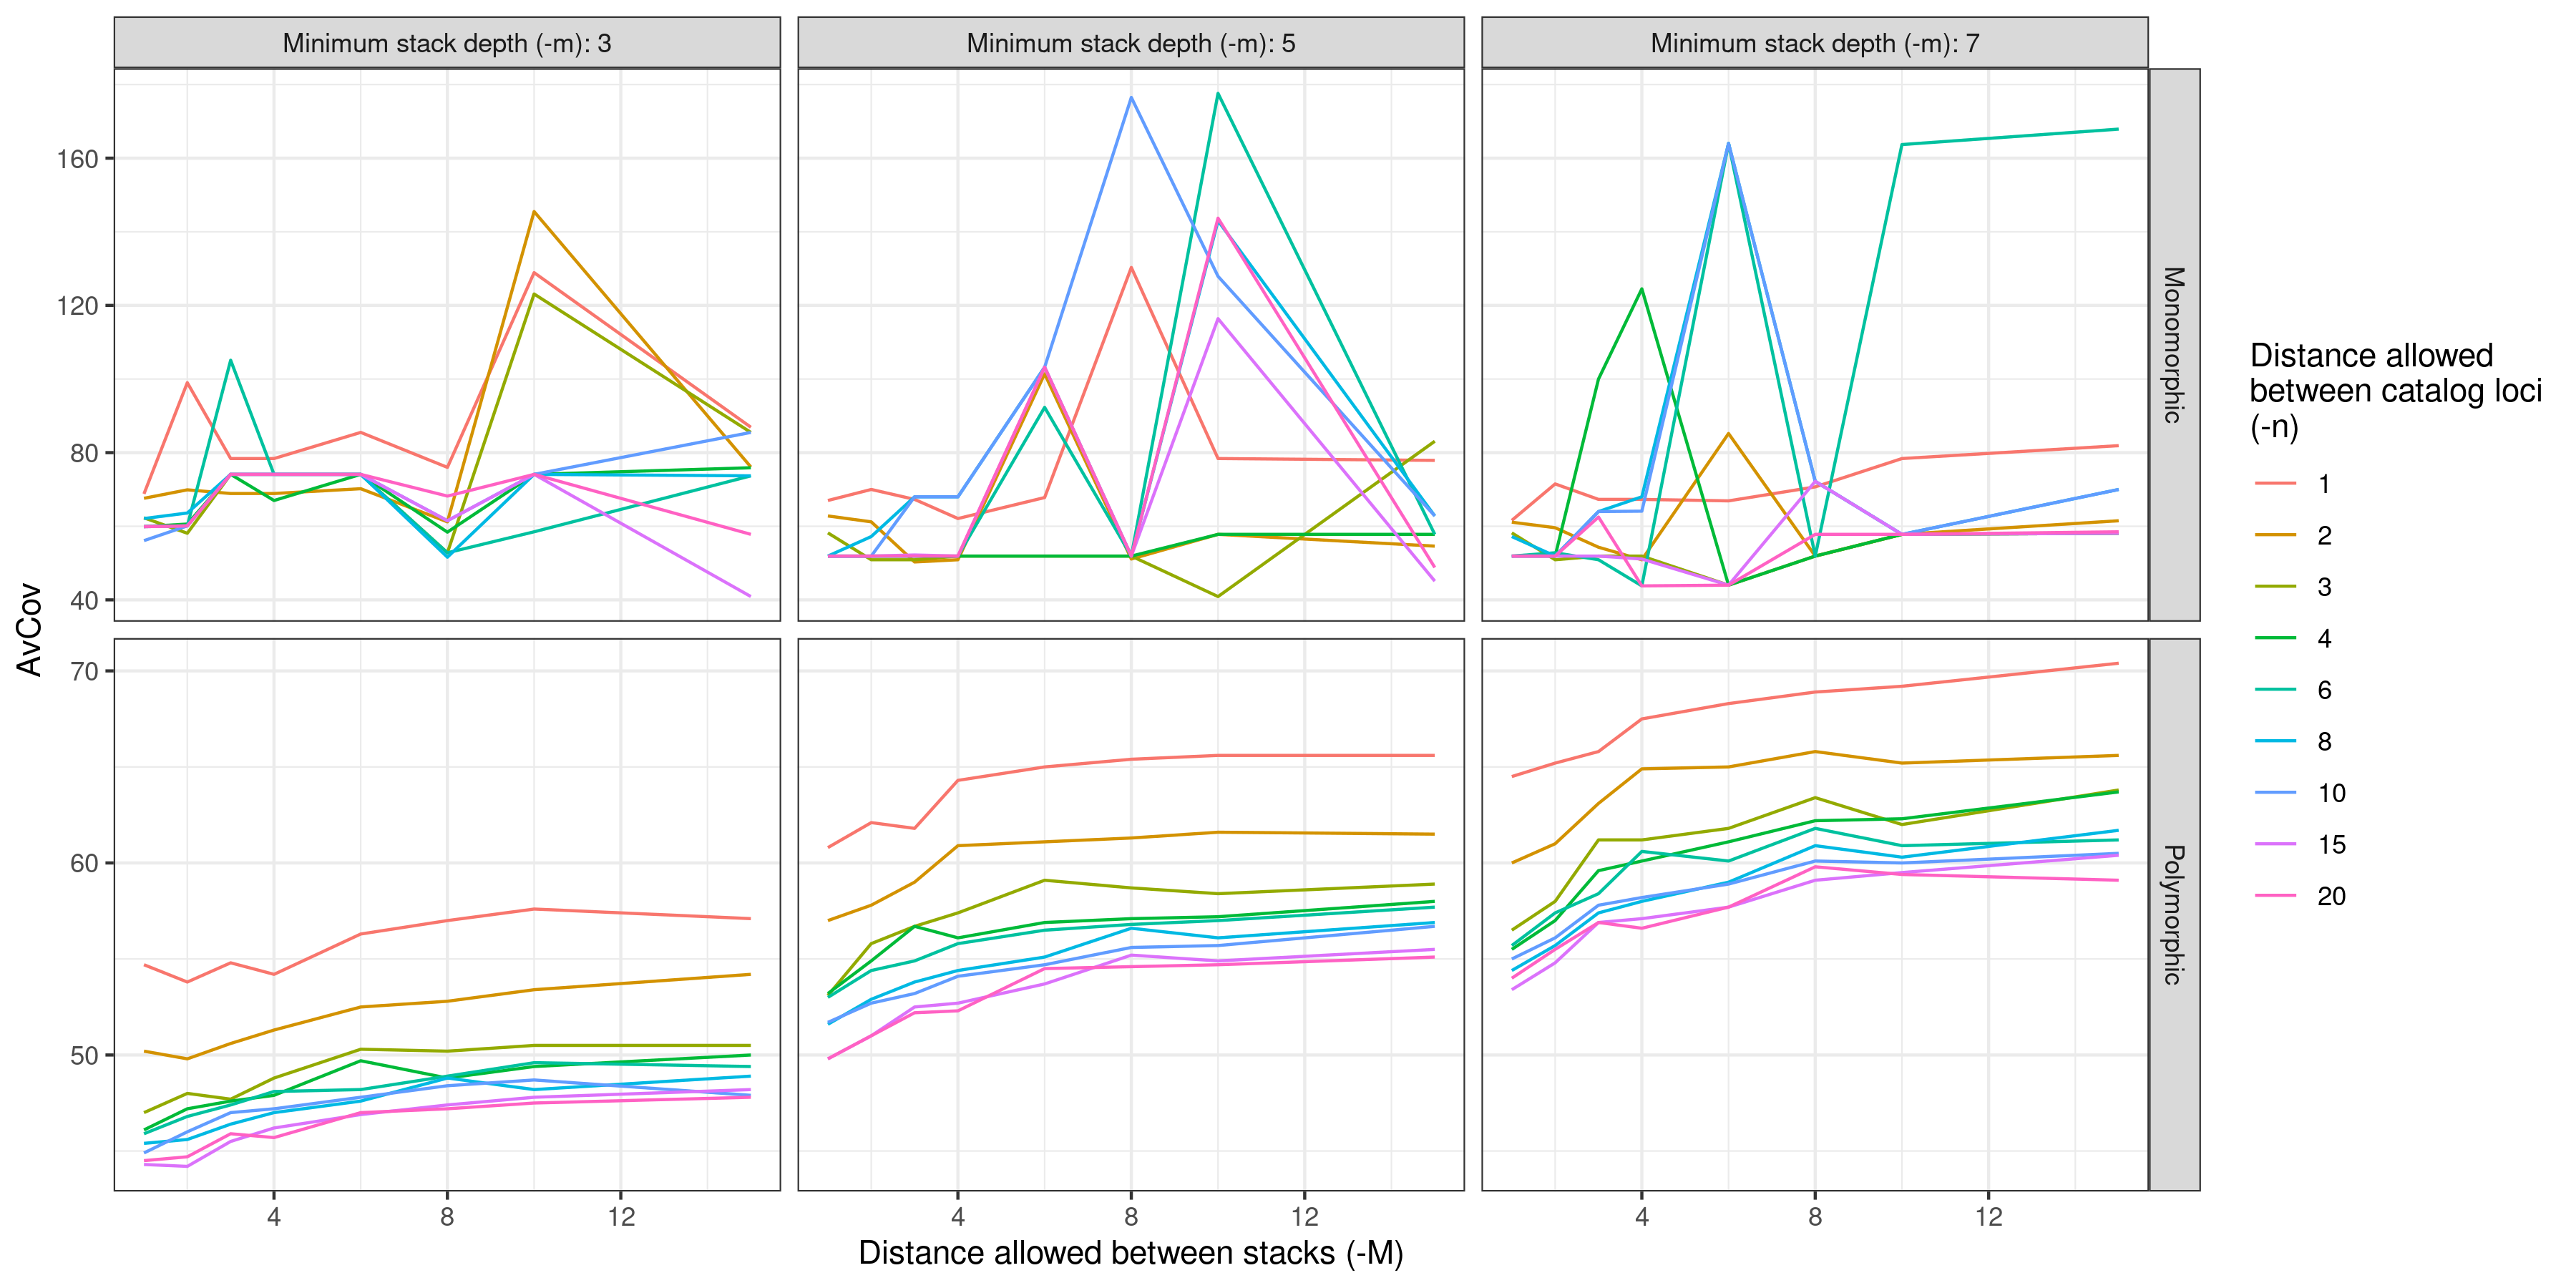 Minimum stack depth (-m): 3
Minimum stack depth (-m): 5
Minimum stack depth (-m): 7
160
120
80
40
Monomorphic
AvCov
70
60
50
Polymorphic
4
8
12
4
8
12
4
8
12
Distance allowed between stacks (-M)
Distance allowed
between catalog loci
(-n)
1
2
3
4
6
8
10
15
20